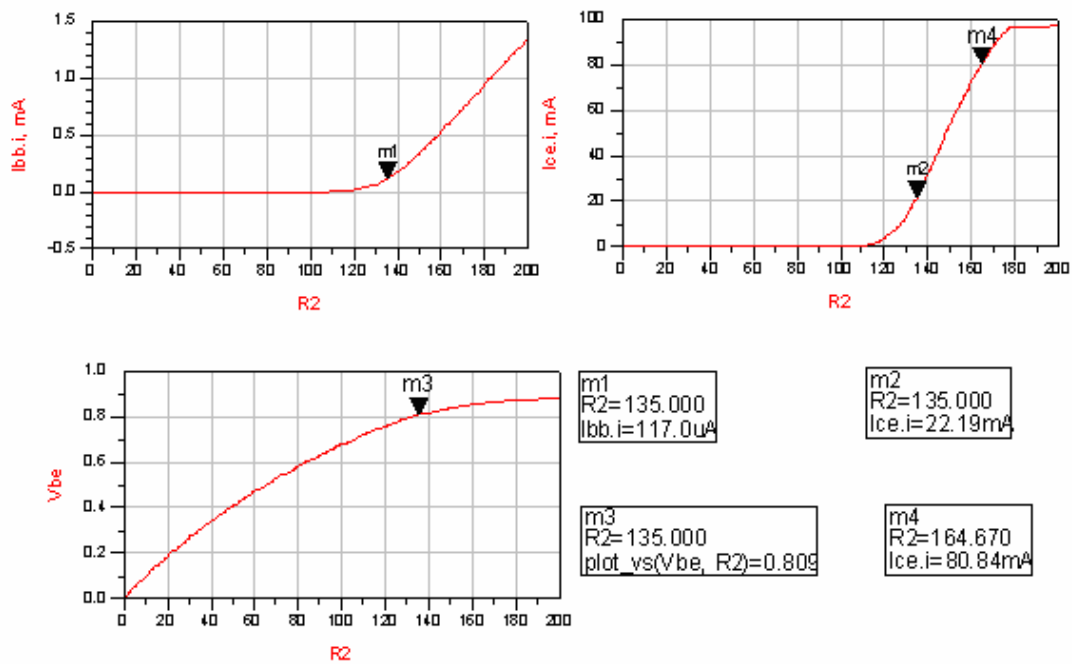 1.5
1.0
0.5
0.0
-0.5
Ibb.i, mA
m1
0 20 40 60 80 100 120 140 160 180 200
R2
100
80
60
40
20
0
Ice.i, mA
m4
m2
0 20 40 60 80 100 120 140 160 180 200
R2
1.0
0.8
0.6
0.4
0.2
0.0
Vbe
m3
0 20 40 60 80 100 120 140 160 180 200
R2
m1
R2=135.000
Ibb.i=117.0uA
m2
R2=135.000
Ice.i=22.19mA
m3
R2=135.000
plot_vs(Vbe, R2)=0.809
m4
R2=164.670
Ice.i=80.84mA